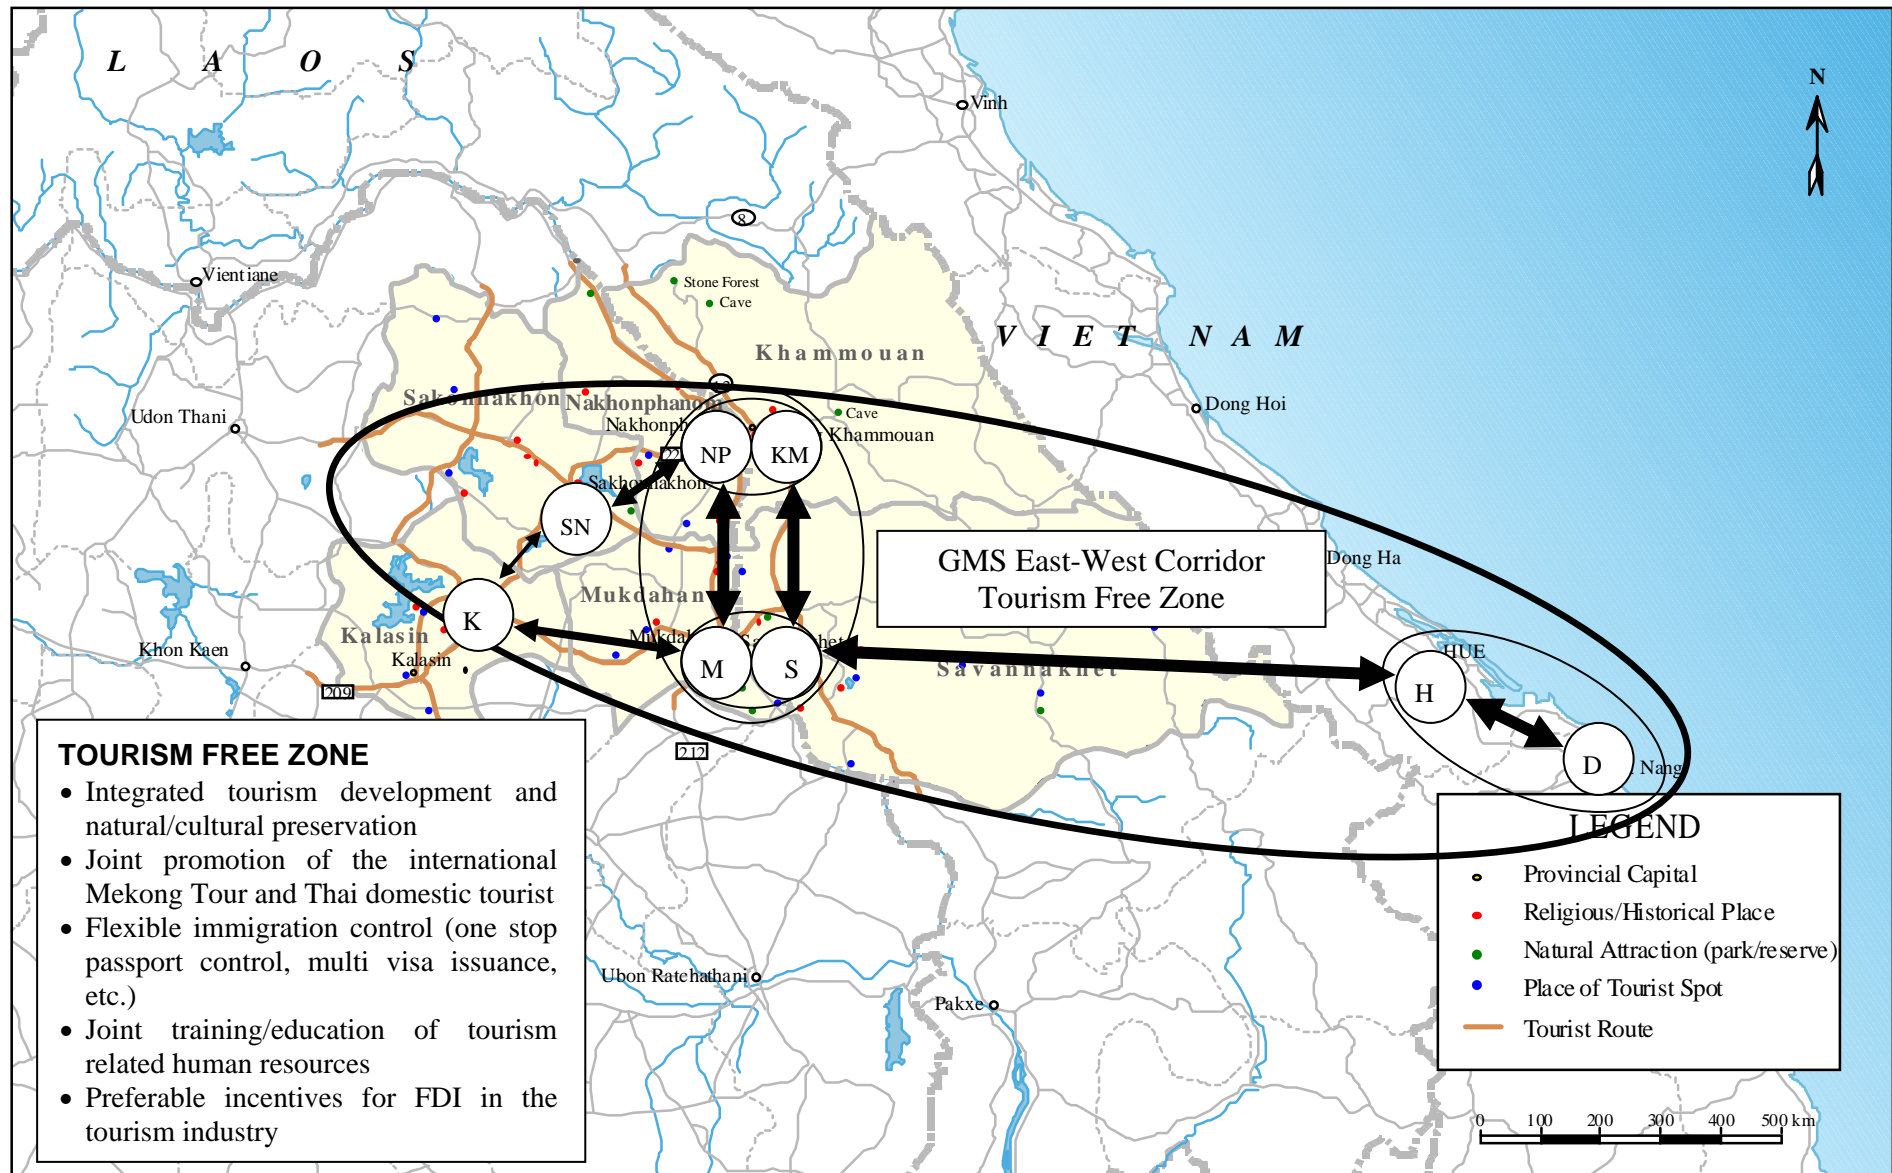 L A O S
N
Vinh
8
Vientiane
Stone Forest
Cave
VIET NAM
Khammouan
Sakonnakhon
Nakhonphanom
Dong Hoi
Udon Thani
Cave
Khammouan
NP
KM
22
Sakhonnakhon
SN
GMS East-West Corridor
Tourism Free Zone
Dong Ha
Mukdahan
K
Kalasin
Khon Kaen
Kalasin
M
S
HUE
Savannakhet
H
209
212
D
Nang
TOURISM FREE ZONE
• Integrated tourism development and
natural/cultural preservation
• Joint promotion of the international
Mekong Tour and Thai domestic tourist
• Flexible immigration control (one stop
passport control, multi visa issuance,
etc.)
• Joint training/education of tourism
related human resources
• Preferable incentives for FDI in the
tourism industry
Ubon Ratchathani
Pakxe
LEGEND
Provincial Capital
Religious/Historical Place
Natural Attraction (park/reserve)
Place of Tourist Spot
Tourist Route
0 100 200 300 400 500 km